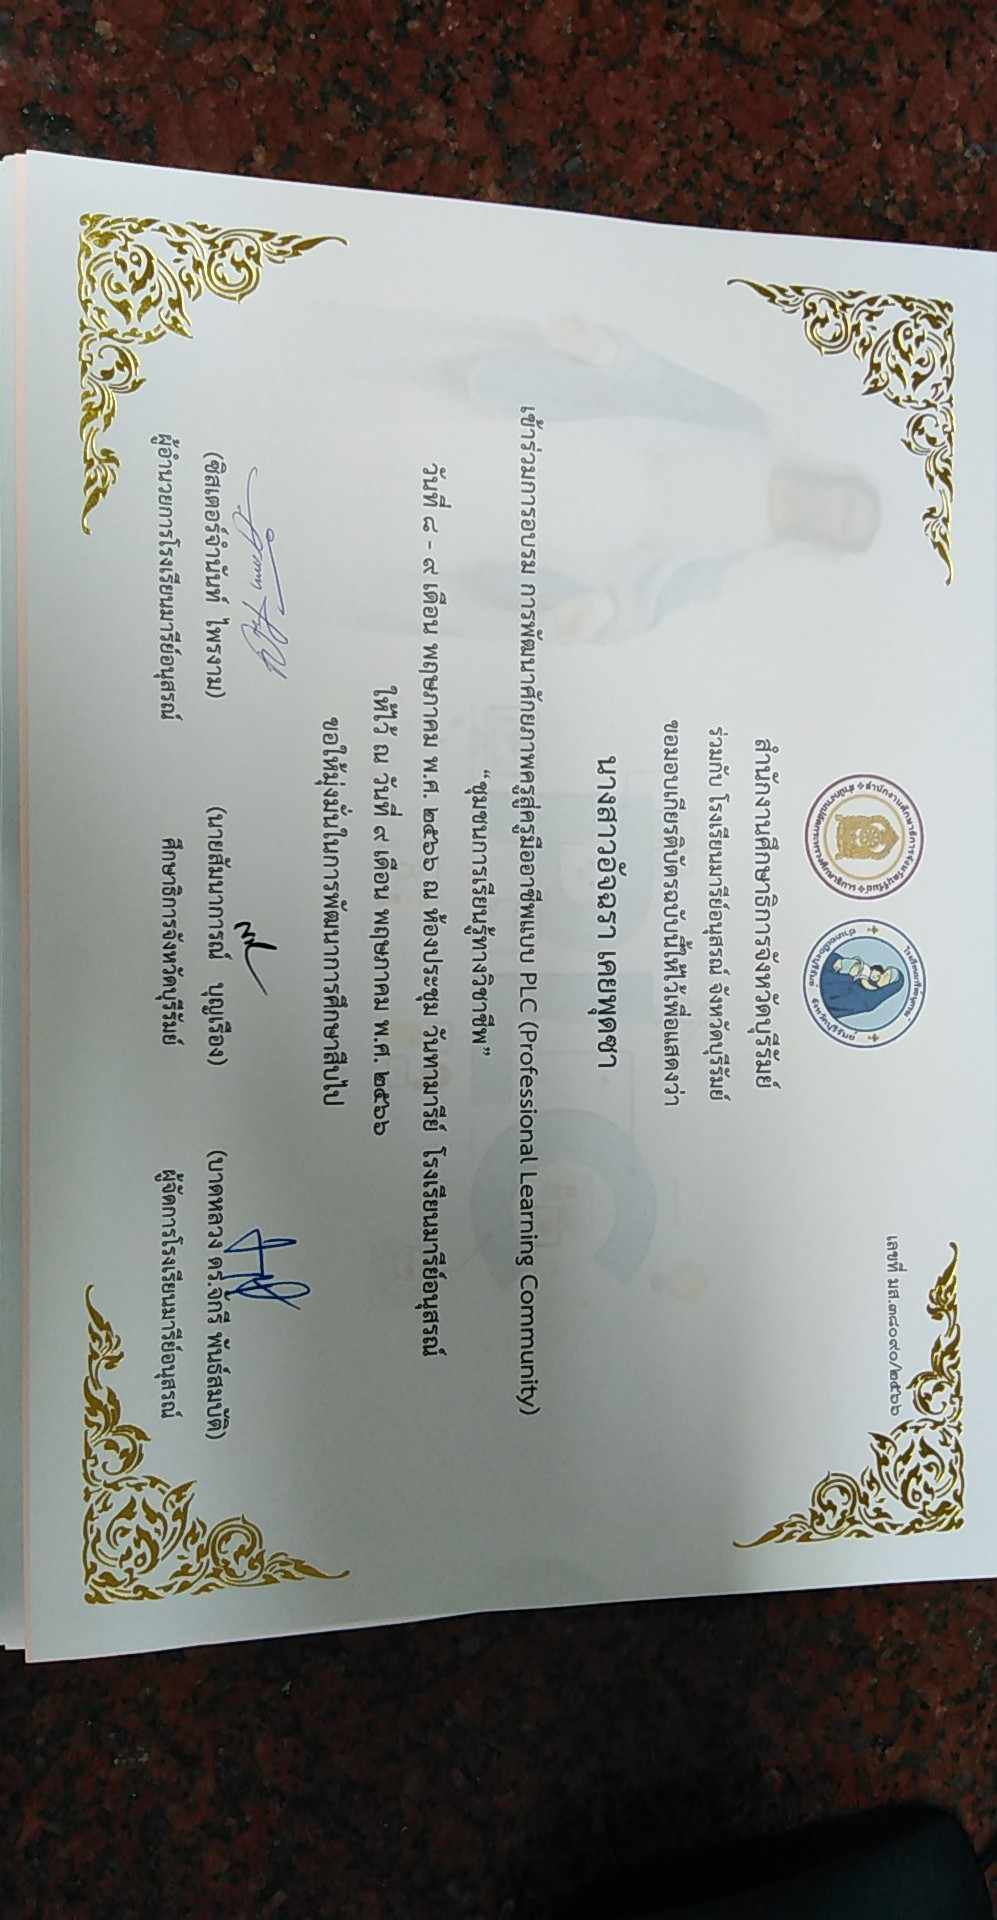 เลขที่ มส.๓๘๐๙๐/๒๕๖๖
สำนักงานศึกษาธิการจังหวัดบุรีรัมย์
ร่วมกับ โรงเรียนมารีย์อนุสรณ์ จังหวัดบุรีรัมย์
ขอมอบเกียรติบัตรฉบับนี้ให้ไว้เพื่อแสดงว่า
นางสาวอัจฉรา เคยพุดซา
เข้าร่วมการอบรม การพัฒนาศักยภาพครูสู่ครูมืออาชีพแบบ PLC (Professional Learning Community)
“ชุมชนการเรียนรู้ทางวิชาชีพ”
วันที่ ๘ - ๙ เดือน พฤษภาคม พ.ศ. ๒๕๖๖ ณ ห้องประชุม วันทามารีย์ โรงเรียนมารีย์อนุสรณ์
ให้ไว้ ณ วันที่ ๙ เดือน พฤษภาคม พ.ศ. ๒๕๖๖
ขอให้มุ่งมั่นในการพัฒนาการศึกษาสืบไป
(ซิสเตอร์จำนันท์ ไพรงาม) (นายสัมนาการณ์ บุญเรือง) (บาดหลวง ดร.จักรี พันธ์สมบัติ)
ผู้อำนวยการโรงเรียนมารีย์อนุสรณ์ ศึกษาธิการจังหวัดบุรีรัมย์ ผู้จัดการโรงเรียนมารีย์อนุสรณ์